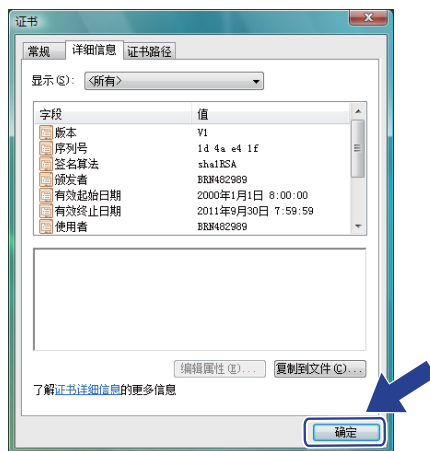 证书
常规 详细信息 证书路径
显示(S): <所有>
字段 值
版本 V1
序列号 1d 4a e4 1f
签名算法 sha1RSA
颁发者 BRN482989
有效起始日期 2000年1月1日 8:00:00
有效终止日期 2011年9月30日 7:59:59
使用者 BRN482989
编辑属性(E)... 复制到文件(C)...
了解证书详细信息的更多信息
确定